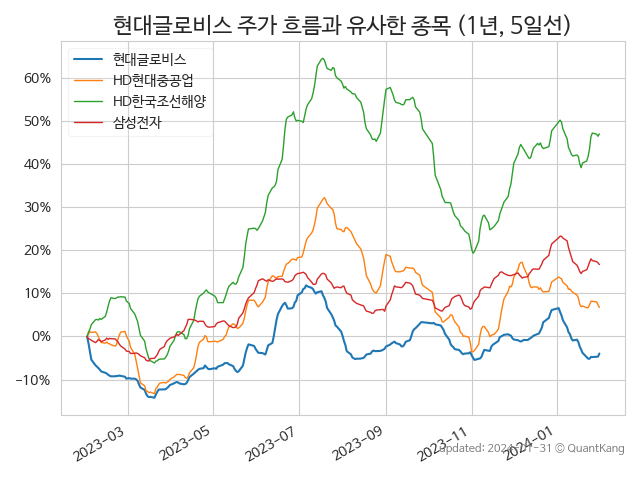 현대글로비스 주가 흐름과 유사한 종목 (1년, 5일선)
현대글로비스
HD현대중공업
HD한국조선해양
삼성전자
60%
50%
40%
30%
20%
10%
0%
−10%
2023-03
2023-05
2023-07
2023-09
2023-11
2024-01
updated: 2024-01-31 © QuantKang